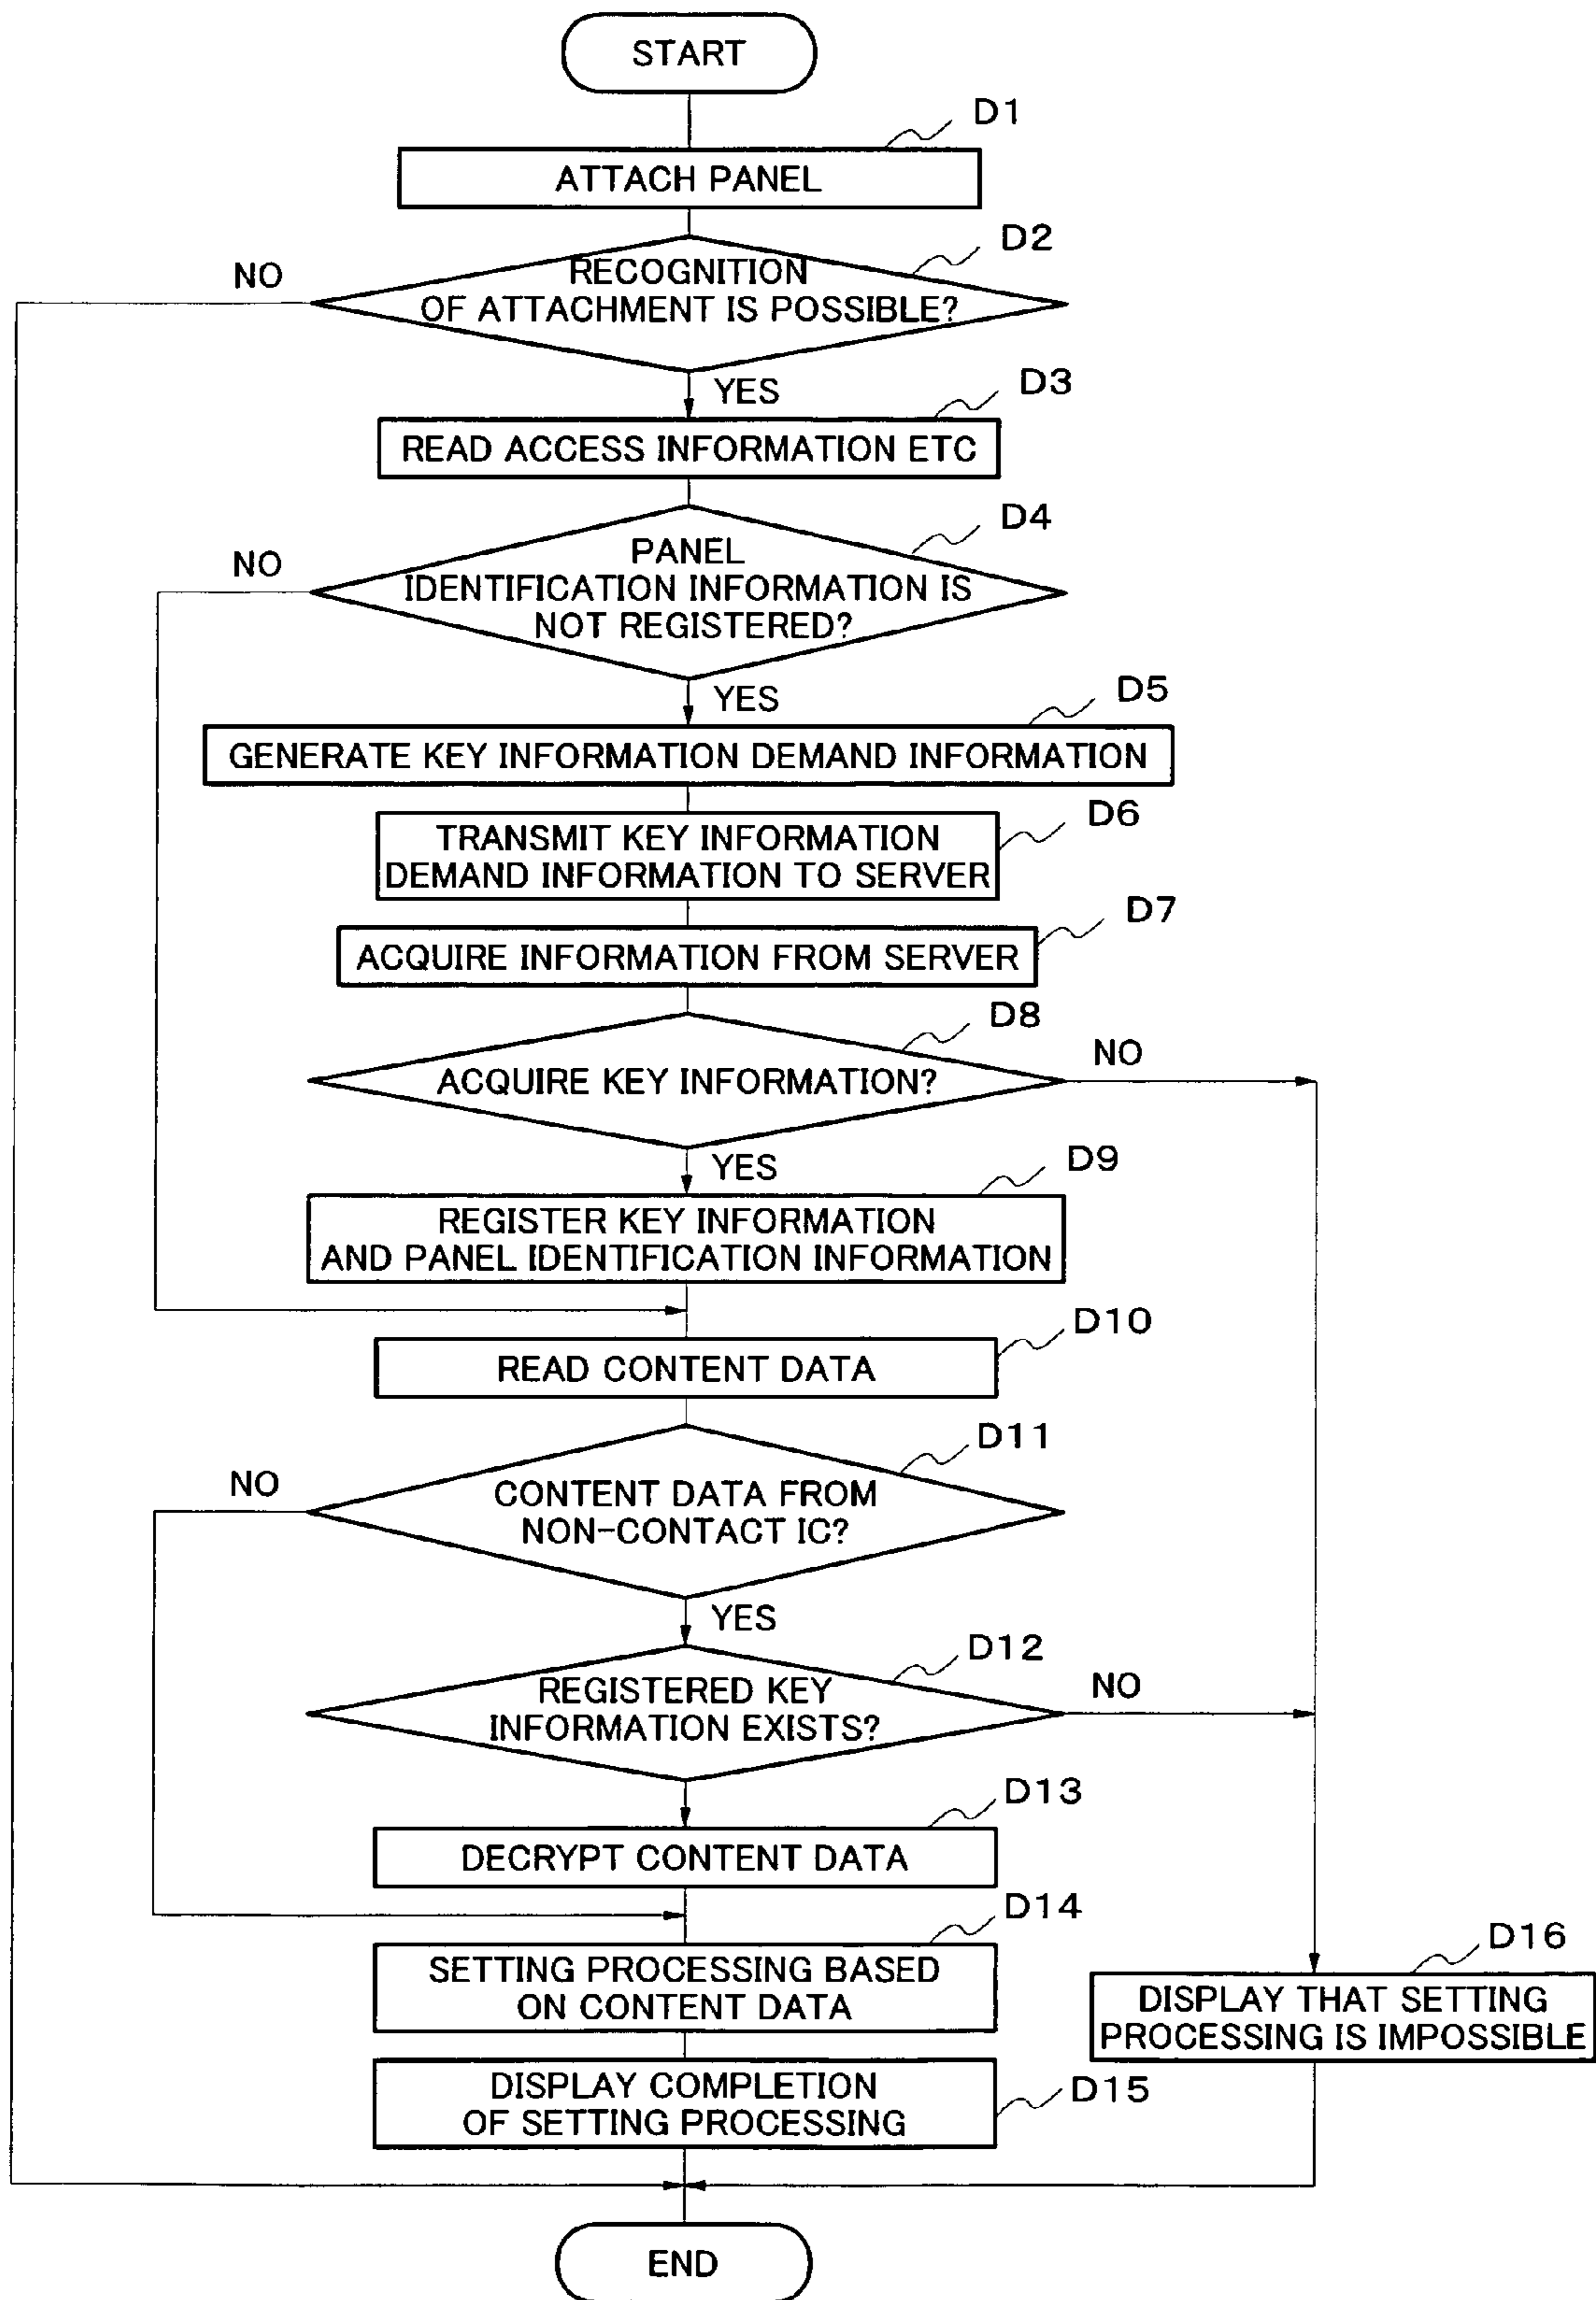 START
D1
ATTACH PANEL
D2
NO
RECOGNITION
OF ATTACHMENT IS POSSIBLE?
YES
D3
READ ACCESS INFORMATION ETC
D4
NO
PANEL
IDENTIFICATION INFORMATION IS
NOT REGISTERED?
YES
D5
GENERATE KEY INFORMATION DEMAND INFORMATION
D6
TRANSMIT KEY INFORMATION
DEMAND INFORMATION TO SERVER
D7
ACQUIRE INFORMATION FROM SERVER
D8
NO
ACQUIRE KEY INFORMATION?
YES
D9
REGISTER KEY INFORMATION
AND PANEL IDENTIFICATION INFORMATION
D10
READ CONTENT DATA
D11
NO
CONTENT DATA FROM
NON-CONTACT IC?
YES
D12
NO
REGISTERED KEY
INFORMATION EXISTS?
D13
DECRYPT CONTENT DATA
D14
SETTING PROCESSING BASED
ON CONTENT DATA
D16
DISPLAY THAT SETTING
PROCESSING IS IMPOSSIBLE
DISPLAY COMPLETION
OF SETTING PROCESSING
D15
END